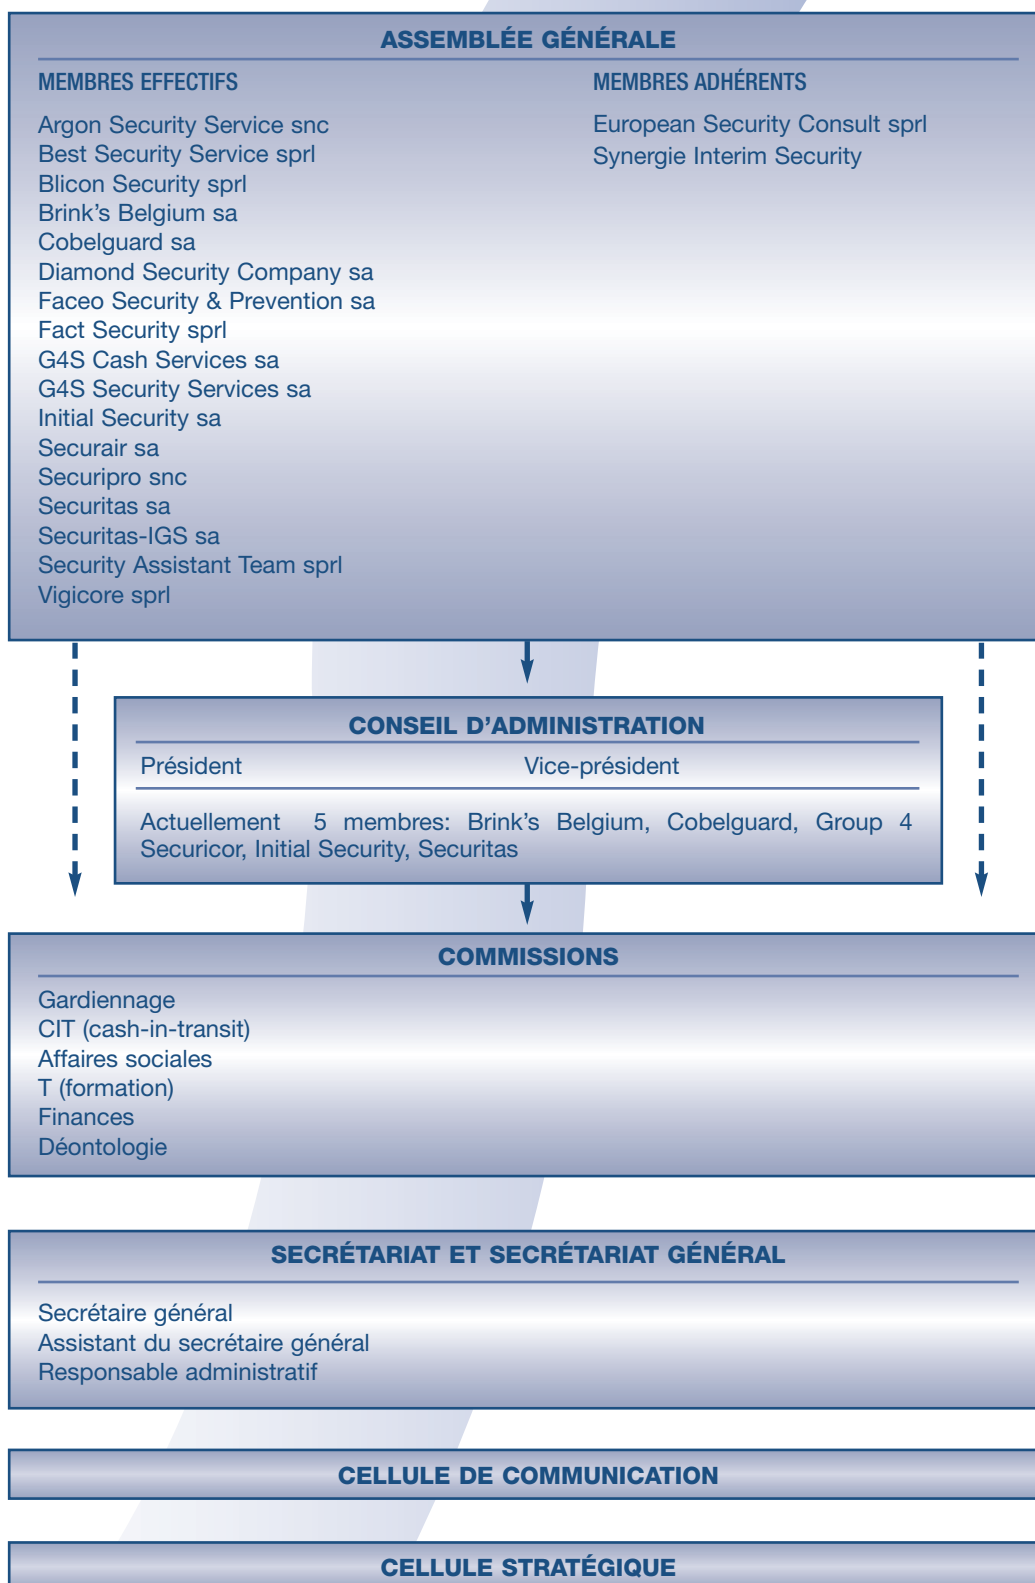 ASSEMBLÉE GÉNÉRALE
MEMBRES EFFECTIFS
Argon Security Service snc
Best Security Service sprl
Blicon Security sprl
Brink's Belgium sa
Cobelguard sa
Diamond Security Company sa
Faceo Security & Prevention sa
Fact Security sprl
G4S Cash Services sa
G4S Security Services sa
Initial Security sa
Securair sa
Securipro snc
Securitas sa
Securitas-IGS sa
Security Assistant Team sprl
Vigicore sprl
MEMBRES ADHÉRENTS
European Security Consult sprl
Synergie Interim Security
CONSEIL D'ADMINISTRATION
Président Vice-président
Actuellement 5 membres: Brink's Belgium, Cobelguard, Group 4
Securicor, Initial Security, Securitas
COMMISSIONS
Gardiennage
CIT (cash-in-transit)
Affaires sociales
T (formation)
Finances
Déontologie
SECRÉTARIAT ET SECRÉTARIAT GÉNÉRAL
Secrétaire général
Assistant du secrétaire général
Responsable administratif
CELLULE DE COMMUNICATION
CELLULE STRATÉGIQUE